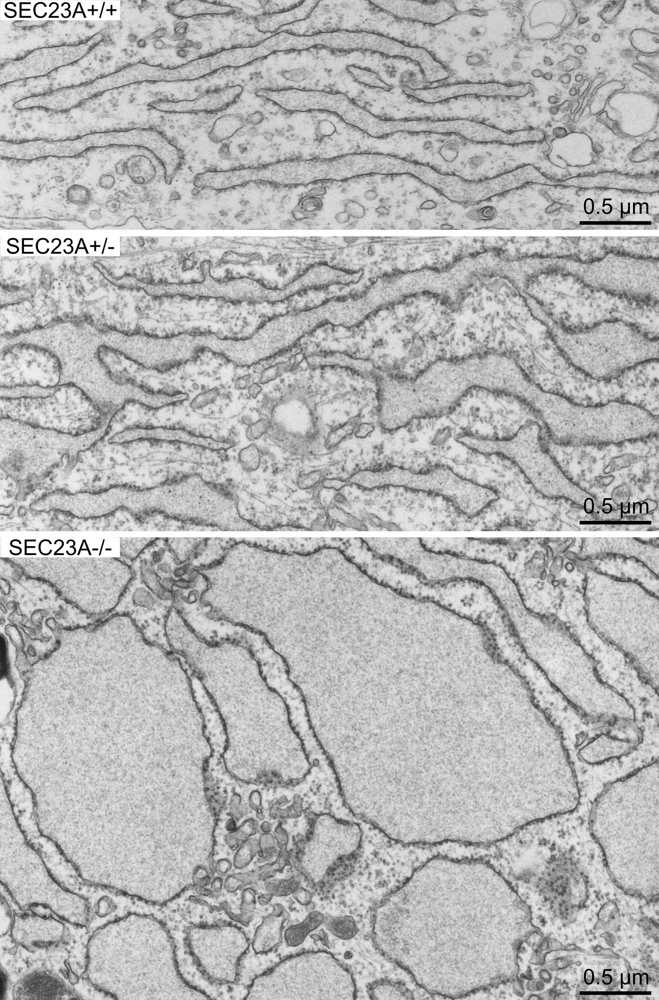 SEC23A+/+
0.5 µm
SEC23A+/-
0.5 µm
SEC23A-/-
0.5 µm